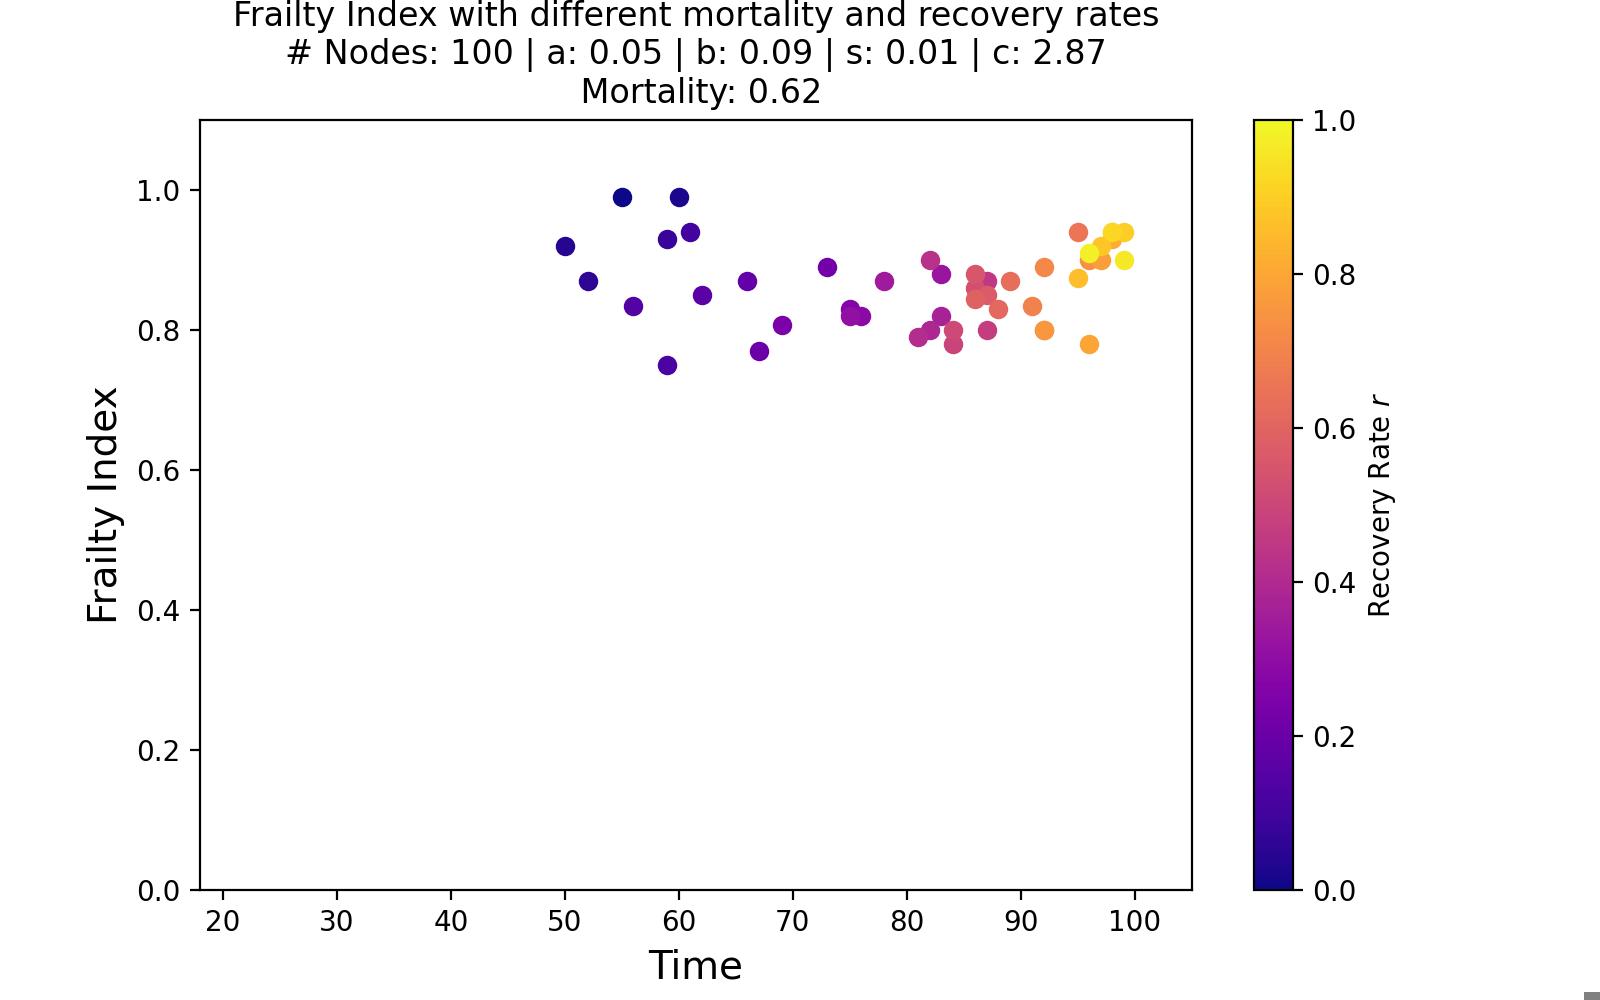 Frailty Index with different mortality and recovery rates
# Nodes: 100 | a: 0.05 | b: 0.09 | s: 0.01 | c: 2.87
Mortality: 0.62
1.0
0.8
0.6
0.4
0.2
0.0
Frailty Index
20 30 40 50 60 70 80 90 100
Time
1.0
0.8
0.6
0.4
0.2
0.0
Recovery Rate r